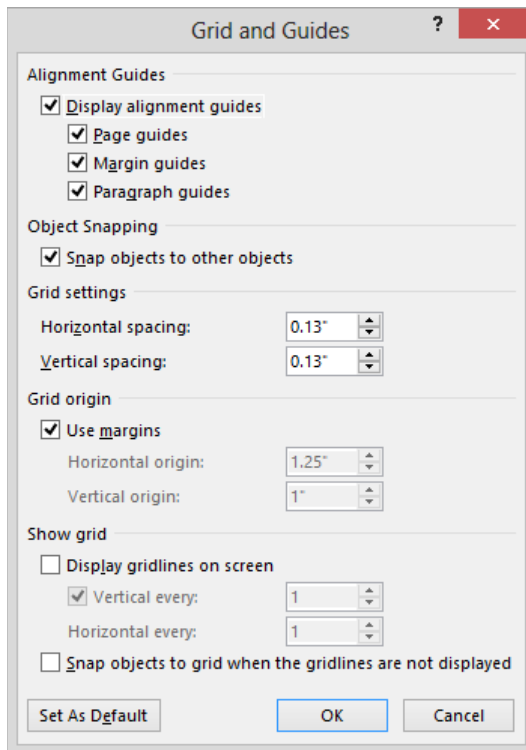 Grid and Guides
?
Alignment Guides
Display alignment guides
Page guides
Margin guides
Paragraph guides
Object Snapping
Snap objects to other objects
Grid settings
Horizontal spacing: 0.13"
Vertical spacing: 0.13"
Grid origin
Use margins
Horizontal origin: 1.25"
Vertical origin: 1"
Show grid
Display gridlines on screen
Vertical every: 1
Horizontal every: 1
Snap objects to grid when the gridlines are not displayed
Set As Default OK Cancel